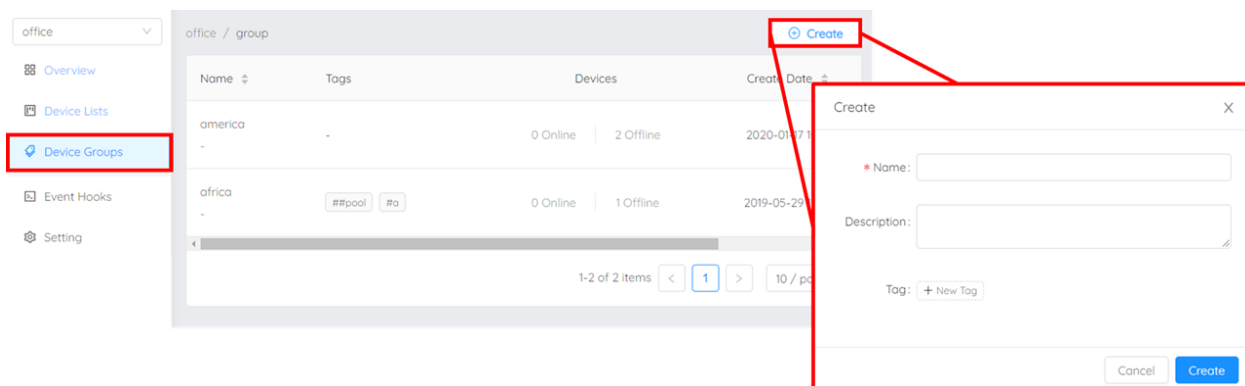 office
Overview
Device Lists
Device Groups
Event Hooks
Setting
office / group
Create
Name Tags Devices Create Date
america - 0 Online 2 Offline 2020-01-17 1
-
africa ##pool #a 0 Online 1 Offline 2019-05-29
-
1-2 of 2 items < 1 > 10 /
Create X
* Name:
Description:
Tag: + New Tag
Cancel Create